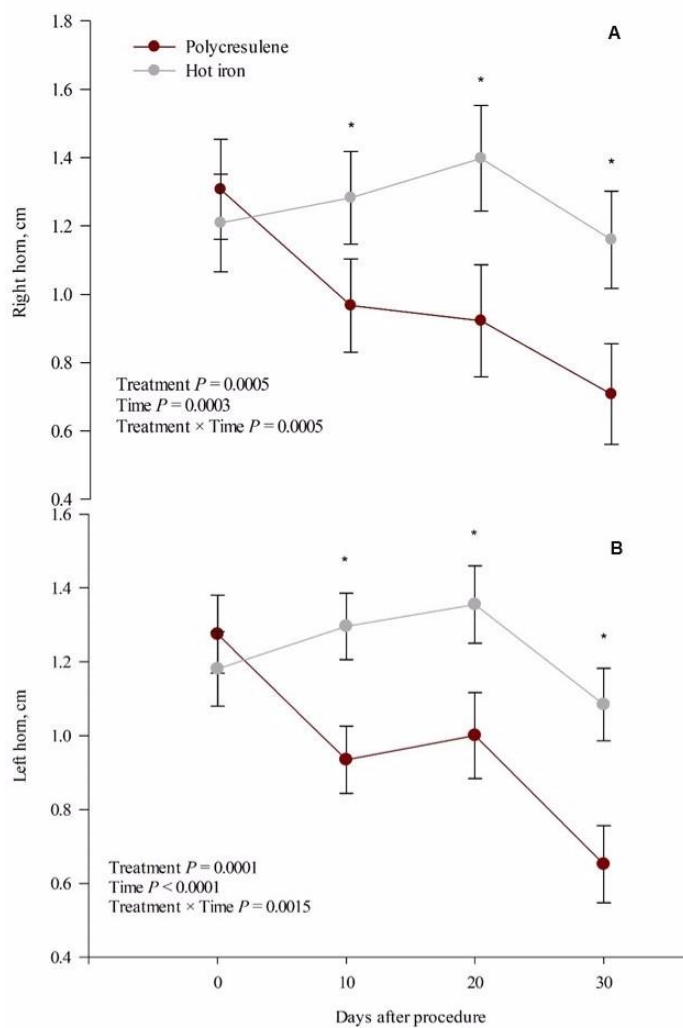 1.8
A
Polycresulene
Hot iron
1.6
*
*
1.4
*
1.2
Right horn, cm
1.0
0.8
Treatment P = 0.0005
Time P = 0.0003
Treatment × Time P = 0.0005
0.6
0.4
1.6
B
*
*
1.4
*
1.2
Left horn, cm
1.0
0.8
Treatment P = 0.0001
Time P < 0.0001
Treatment × Time P = 0.0015
0.6
0.4
0 10 20 30
Days after procedure